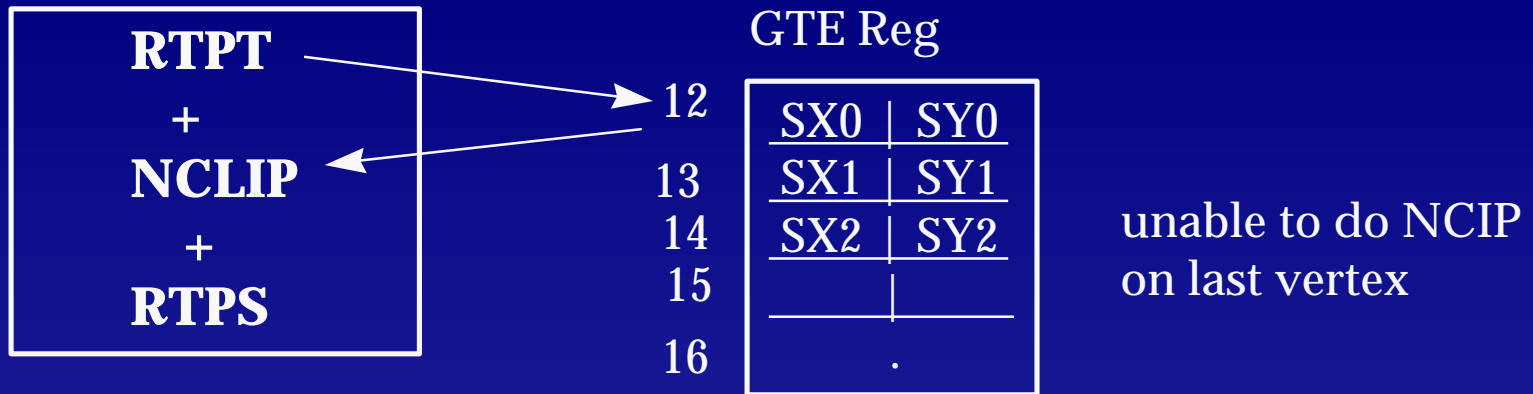 RTPT
+
NCLIP
+
RTPS
GTE Reg
12 SX0 | SY0
13 SX1 | SY1
14 SX2 | SY2
15 |
16 .
unable to do NCIP
on last vertex